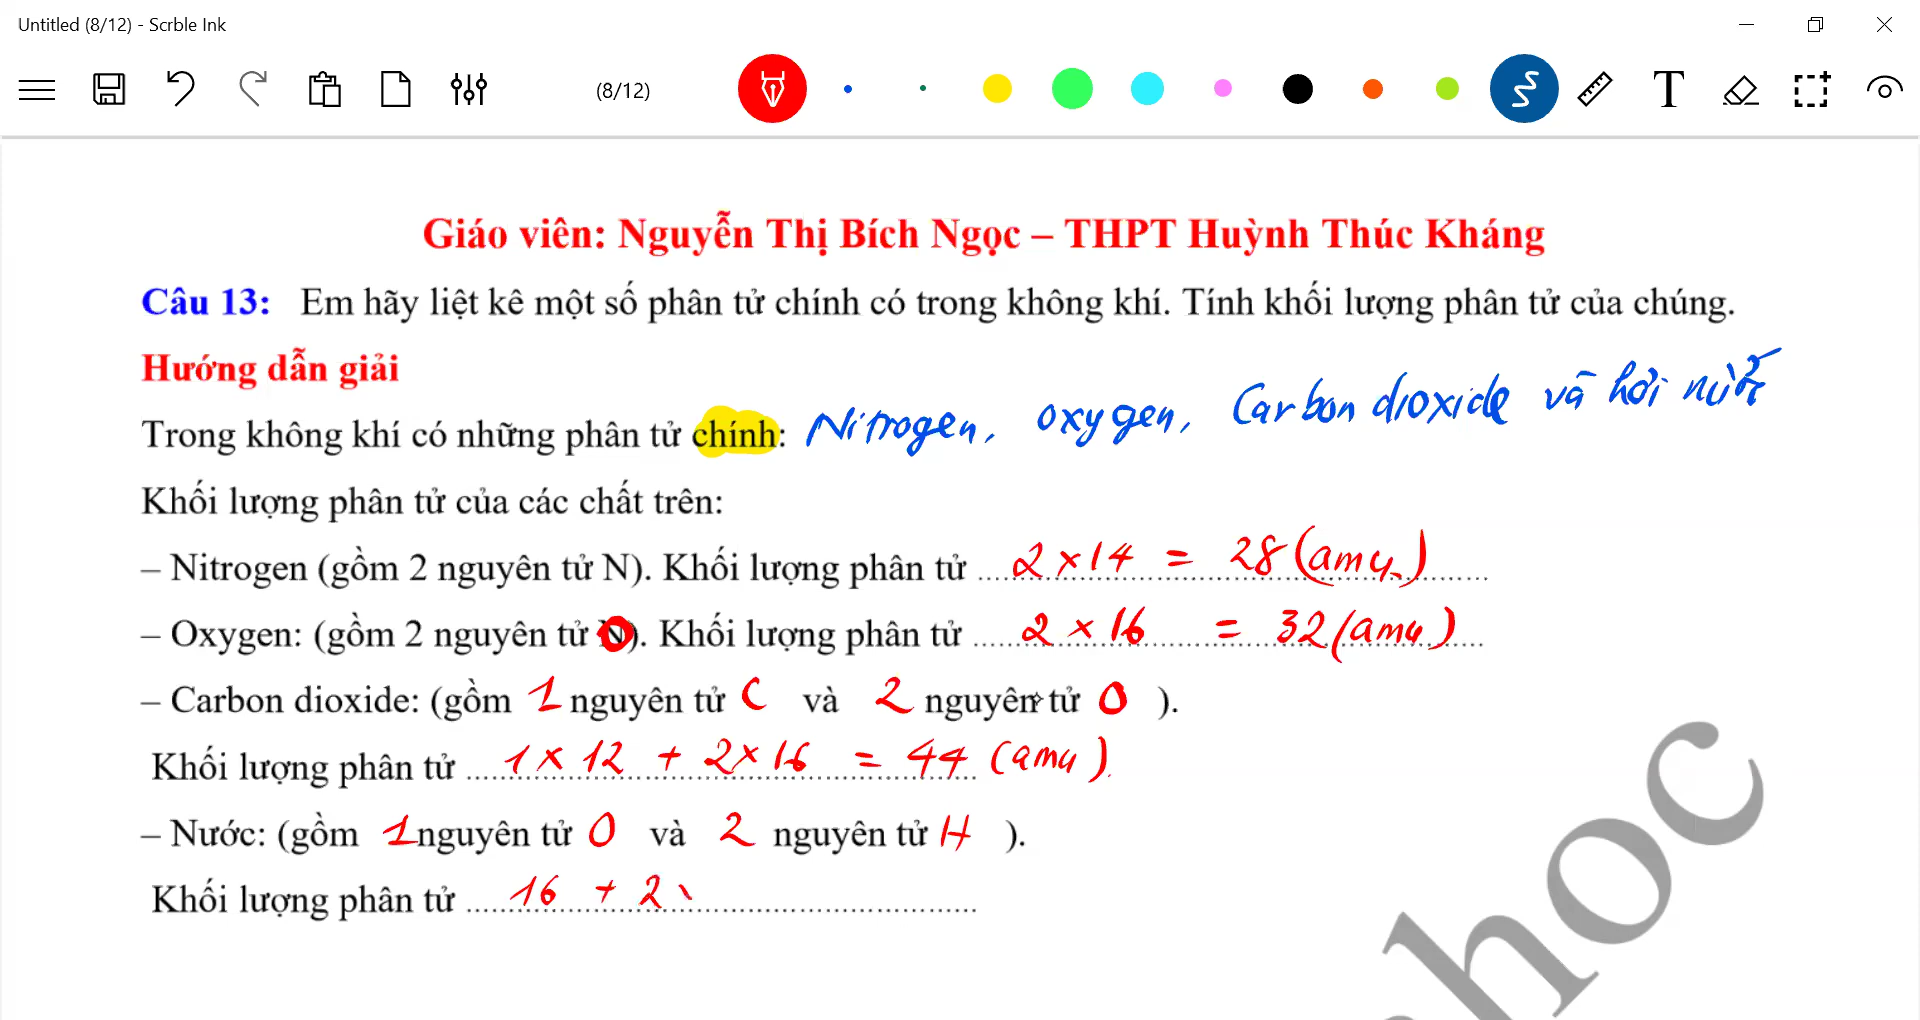 Untitled (8/12) - Scrble Ink
(8/12)
T
Giáo viên: Nguyễn Thị Bích Ngọc – THPT Huỳnh Thúc Kháng
Câu 13: Em hãy liệt kê một số phân tử chính có trong không khí. Tính khối lượng phân tử của chúng.
Hướng dẫn giải
Trong không khí có những phân tử chính: Nitrogen, oxygen, Carbon dioxide và hơi nước
Khối lượng phân tử của các chất trên:
– Nitrogen (gồm 2 nguyên tử N). Khối lượng phân tử 2 × 14 = 28 (amu)
– Oxygen: (gồm 2 nguyên tử O). Khối lượng phân tử 2 × 16 = 32 (amu)
– Carbon dioxide: (gồm 1 nguyên tử C và 2 nguyên tử O ).
Khối lượng phân tử 1 × 12 + 2 × 16 = 44 (amu).
– Nước: (gồm 1 nguyên tử O và 2 nguyên tử H ).
Khối lượng phân tử 16 + 2
hoc